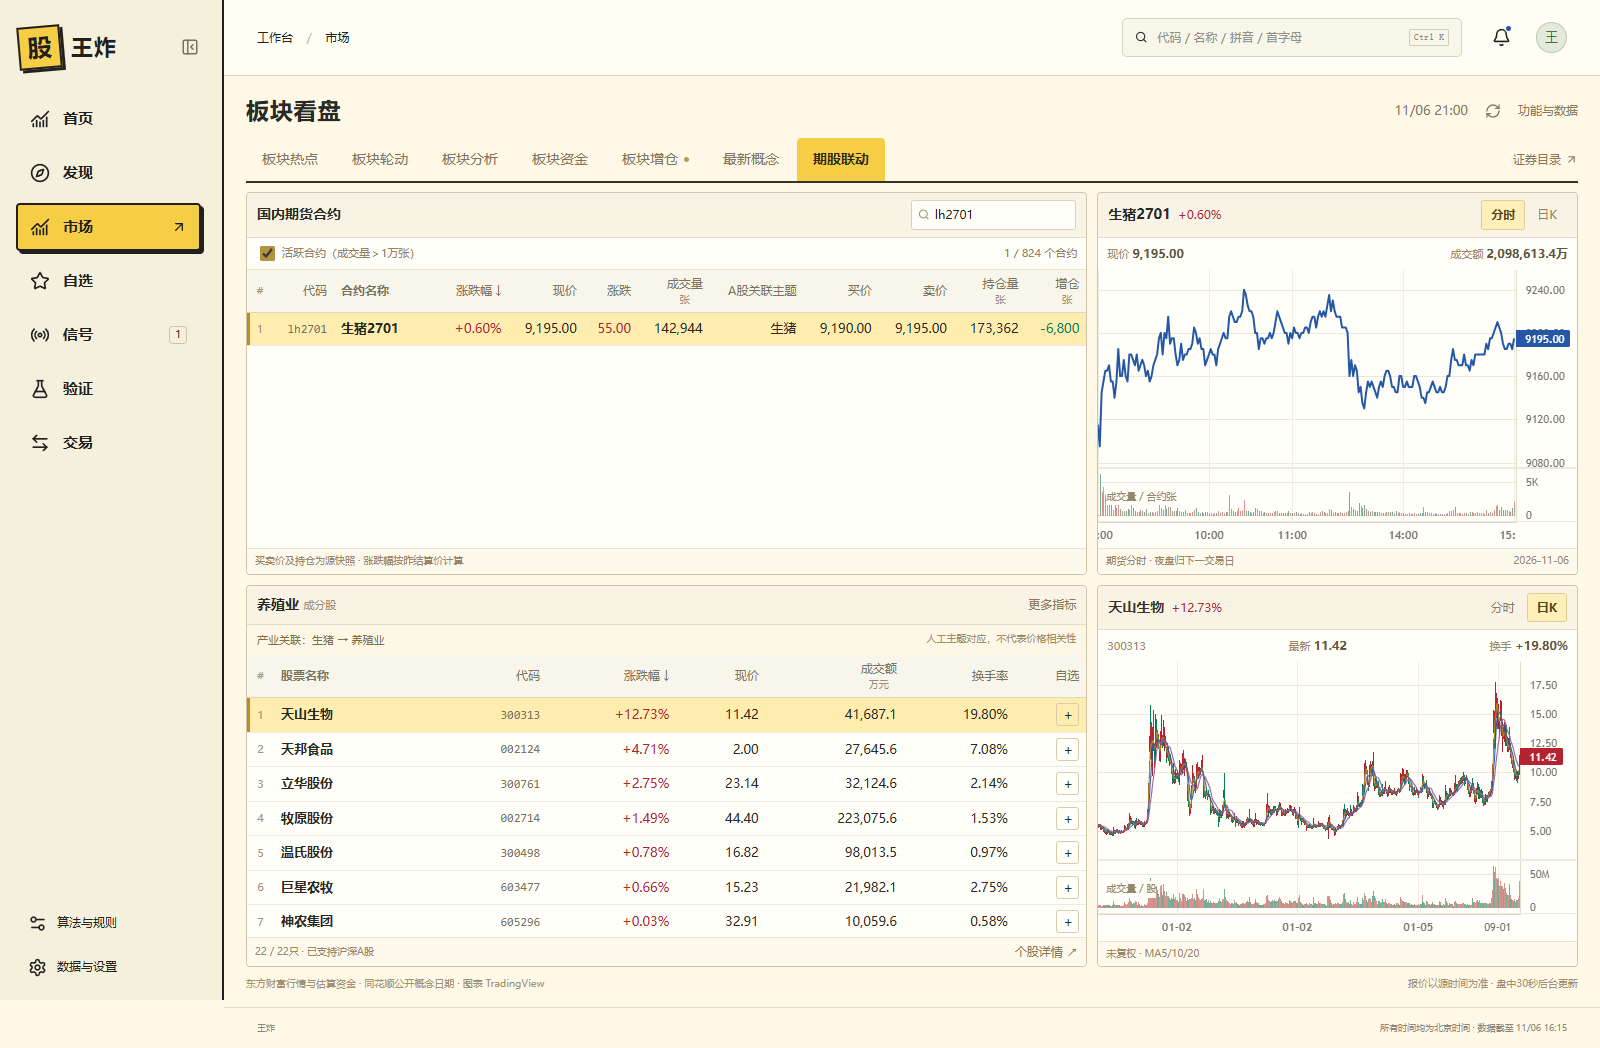 股 王炸
首页
发现
市场
自选
信号 1
验证
交易
算法与规则
数据与设置
工作台 / 市场
代码 / 名称 / 拼音 / 首字母 Ctrl K
王
板块看盘
11/06 21:00 功能与数据
板块热点 板块轮动 板块分析 板块资金 板块增仓 最新概念 期股联动
证券目录
国内期货合约 lh2701
活跃合约（成交量 > 1万张） 1 / 824 个合约
# 代码 合约名称 涨跌幅↓ 现价 涨跌 成交量 张 A股关联主题 买价 卖价 持仓量 张 增仓 张
1 lh2701 生猪2701 +0.60% 9,195.00 55.00 142,944 生猪 9,190.00 9,195.00 173,362 -6,800
买卖价及持仓为源快照 · 涨跌幅按昨结算价计算
生猪2701 +0.60% 分时 日K
现价 9,195.00 成交额 2,098,613.4万
9240.00
9195.00
9160.00
9120.00
9080.00
成交量 / 合约张
5K
0
:00 10:00 11:00 14:00 15:
期货分时 · 夜盘归下一交易日 2026-11-06
养殖业 成分股 更多指标
产业关联：生猪 → 养殖业 人工主题对应，不代表价格相关性
# 股票名称 代码 涨跌幅↓ 现价 成交额 万元 换手率 自选
1 天山生物 300313 +12.73% 11.42 41,687.1 19.80% +
2 天邦食品 002124 +4.71% 2.00 27,645.6 7.08% +
3 立华股份 300761 +2.75% 23.14 32,124.6 2.14% +
4 牧原股份 002714 +1.49% 44.40 223,075.6 1.53% +
5 温氏股份 300498 +0.78% 16.82 98,013.5 0.97% +
6 巨星农牧 603477 +0.66% 15.23 21,982.1 2.75% +
7 神农集团 605296 +0.03% 32.91 10,059.6 0.58% +
22 / 22只 · 已支持沪深A股 个股详情 ↗
天山生物 +12.73% 分时 日K
300313 最新 11.42 换手 +19.80%
17.50
15.00
12.50
11.42
10.00
7.50
5.00
成交量 / 股
50M
0
01-02 01-02 01-05 09-01
未复权 · MA5/10/20
东方财富行情与估算资金 · 同花顺公开概念日期 · 图表 TradingView
报价以源时间为准 · 盘中30秒后台更新
王炸
所有时间均为北京时间 · 数据截至 11/06 16:15